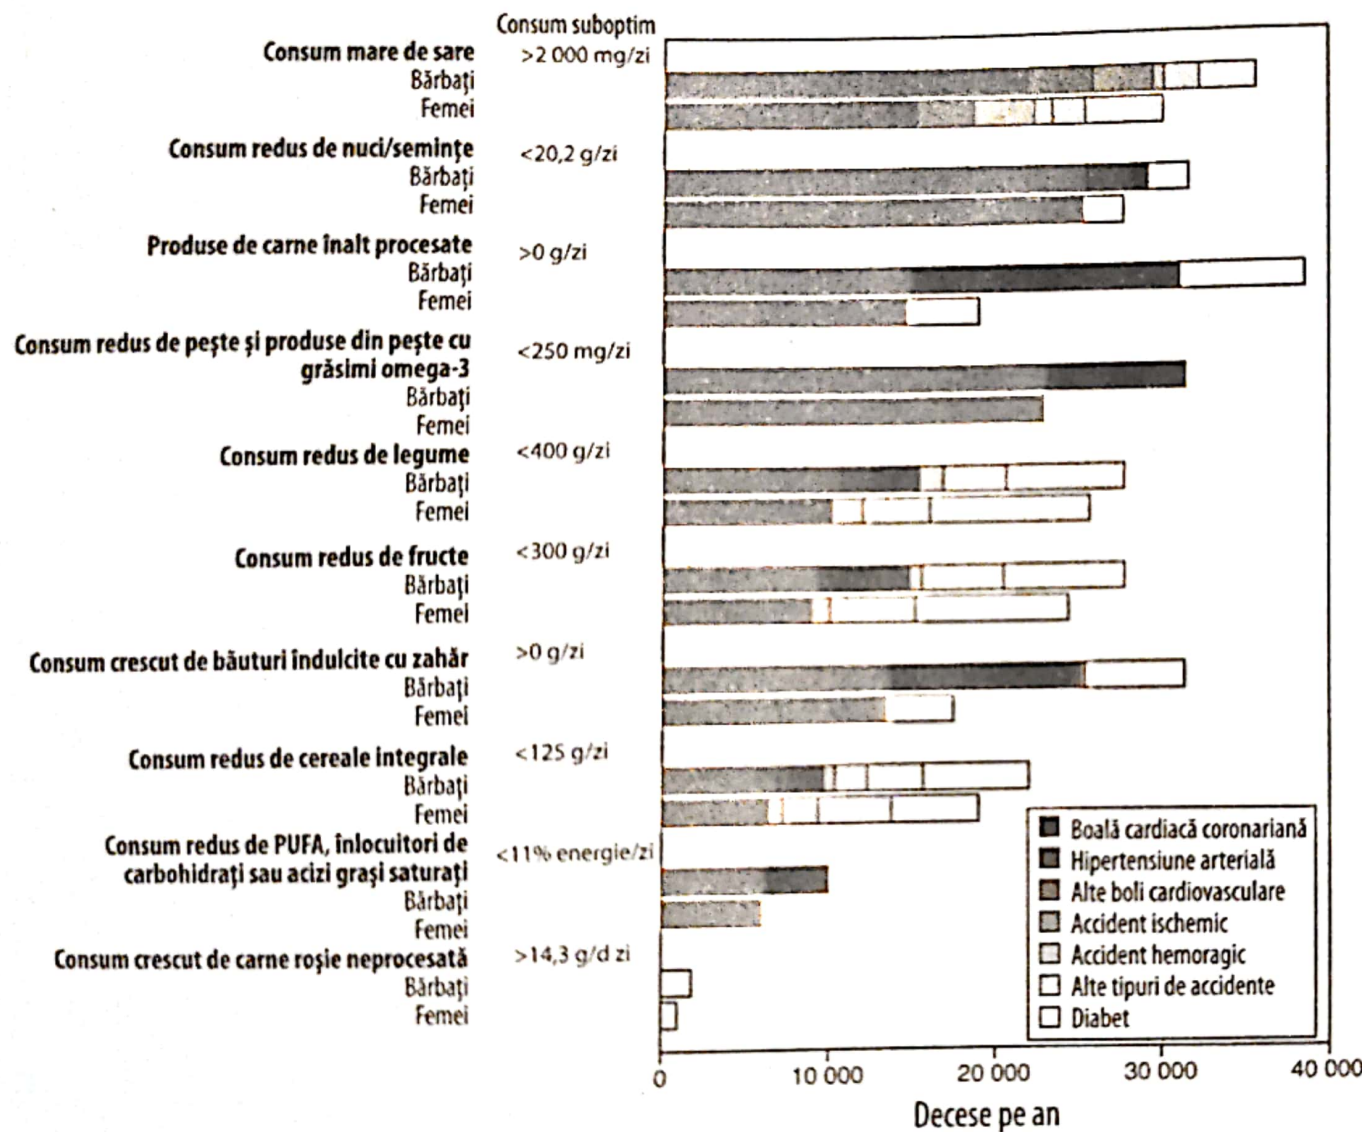 Consum suboptim
Consum mare de sare >2 000 mg/zi
Bărbați
Femei
Consum redus de nuci/semințe <20,2 g/zi
Bărbați
Femei
Produse de carne înalt procesate >0 g/zi
Bărbați
Femei
Consum redus de pește și produse din pește cu <250 mg/zi
grăsimi omega-3
Bărbați
Femei
Consum redus de legume <400 g/zi
Bărbați
Femei
Consum redus de fructe <300 g/zi
Bărbați
Femei
Consum crescut de băuturi îndulcite cu zahăr >0 g/zi
Bărbați
Femei
Consum redus de cereale integrale <125 g/zi
Bărbați
Femei
Consum redus de PUFA, înlocuitori de <11% energie/zi
carbohidrați sau acizi grași saturați
Bărbați
Femei
Consum crescut de carne roșie neprocesată >14,3 g/d zi
Bărbați
Femei
Boală cardiacă coronariană
Hipertensiune arterială
Alte boli cardiovasculare
Accident ischemic
Accident hemoragic
Alte tipuri de accidente
Diabet
0 10 000 20 000 30 000 40 000
Decese pe an